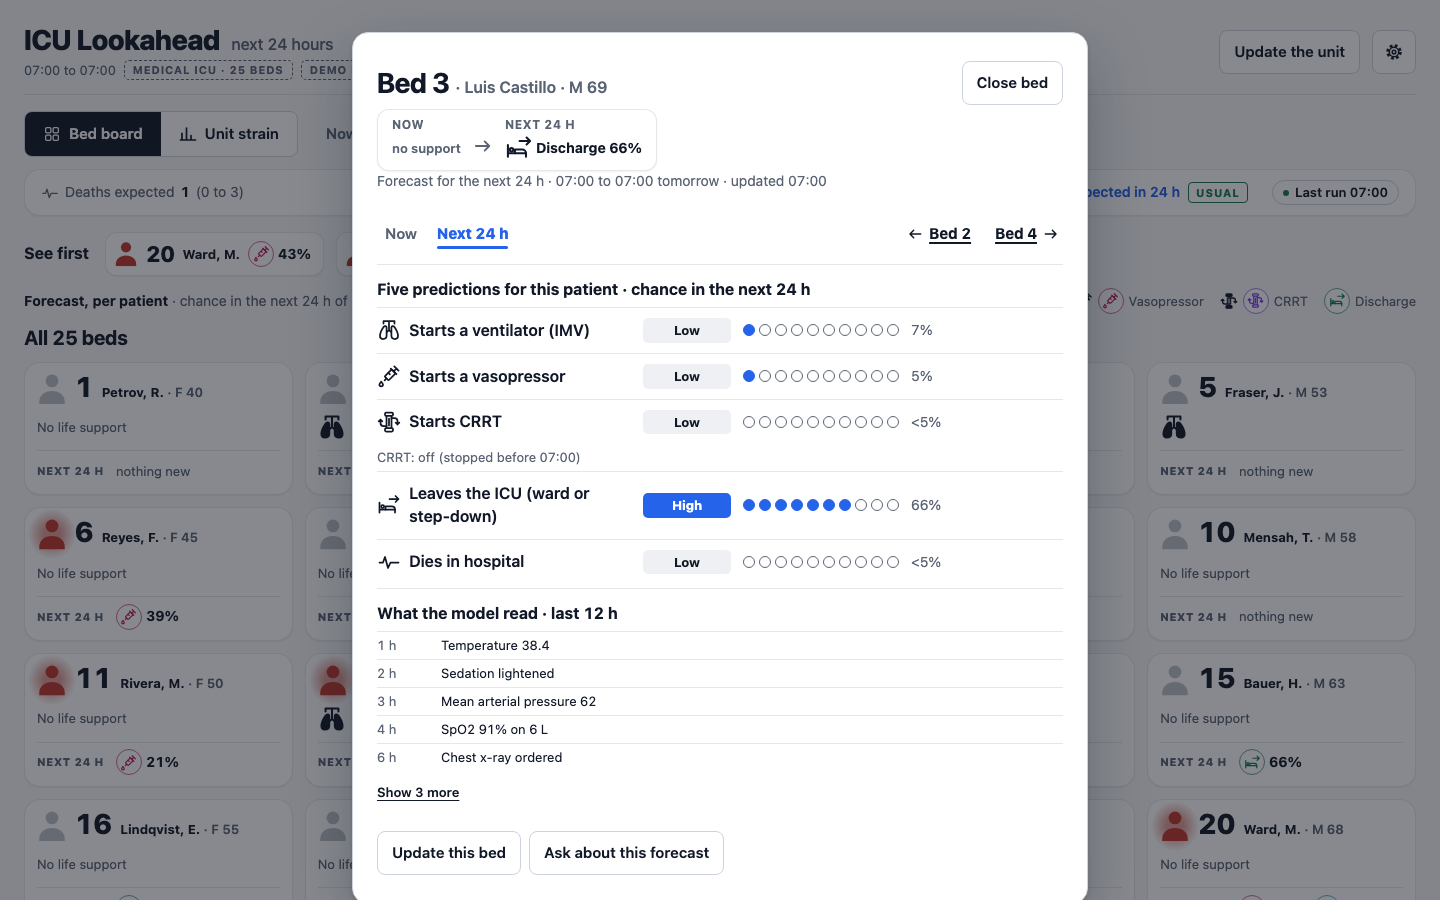 ICU Lookahead next 24 hours
07:00 to 07:00 MEDICAL ICU · 25 BEDS DEMO
Update the unit
Bed board
Unit strain
Now
Deaths expected 1 (0 to 3)
pected in 24 h USUAL
Last run 07:00
See first
20 Ward, M. 43%
Forecast, per patient · chance in the next 24 h of
Vasopressor
CRRT
Discharge
All 25 beds
1 Petrov, R. · F 40
No life support
NEXT 24 H nothing new
NEXT
5 Fraser, J. · M 53
NEXT 24 H nothing new
6 Reyes, F. · F 45
No life support
NEXT 24 H 39%
No life
NEXT
10 Mensah, T. · M 58
No life support
NEXT 24 H nothing new
11 Rivera, M. · F 50
No life support
NEXT 24 H 21%
NEXT
15 Bauer, H. · M 63
No life support
NEXT 24 H 66%
16 Lindqvist, E. · F 55
No life support
No life
20 Ward, M. · M 68
No life support
Bed 3 · Luis Castillo · M 69
Close bed
NOW
no support
NEXT 24 H
Discharge 66%
Forecast for the next 24 h · 07:00 to 07:00 tomorrow · updated 07:00
Now
Next 24 h
← Bed 2
Bed 4 →
Five predictions for this patient · chance in the next 24 h
Starts a ventilator (IMV) Low 7%
Starts a vasopressor Low 5%
Starts CRRT Low <5%
CRRT: off (stopped before 07:00)
Leaves the ICU (ward or
step-down) High 66%
Dies in hospital Low <5%
What the model read · last 12 h
1 h Temperature 38.4
2 h Sedation lightened
3 h Mean arterial pressure 62
4 h SpO2 91% on 6 L
6 h Chest x-ray ordered
Show 3 more
Update this bed
Ask about this forecast